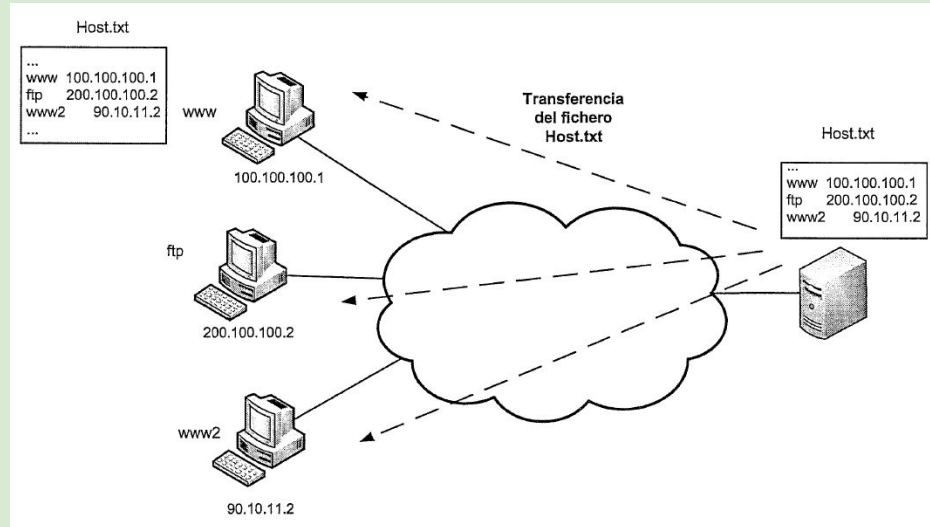 Host.txt
...
www 100.100.100.1
ftp 200.100.100.2
www2 90.10.11.2
...
www
100.100.100.1
Transferencia
del fichero
Host.txt
Host.txt
...
www 100.100.100.1
ftp 200.100.100.2
www2 90.10.11.2
ftp
200.100.100.2
www2
90.10.11.2